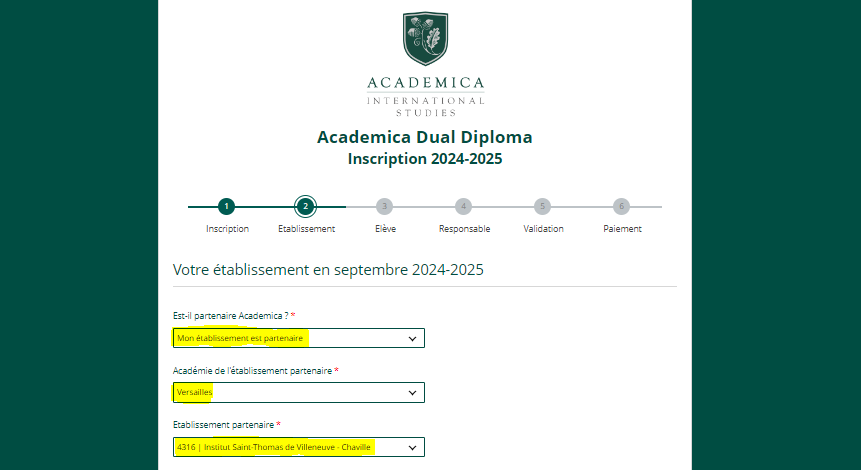 ACADEMICA
INTERNATIONAL
STUDIES
Academica Dual Diploma
Inscription 2024-2025
1 2 3 4 5 6
Inscription Etablissement Elève Responsable Validation Paiement
Votre établissement en septembre 2024-2025
Est-il partenaire Academica ? *
Mon établissement est partenaire
Académie de l'établissement partenaire *
Versailles
Etablissement partenaire *
4316 | Institut Saint-Thomas de Villeneuve - Chaville